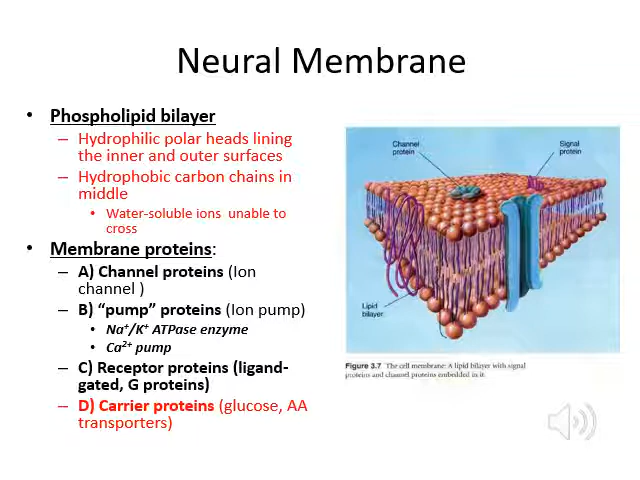 Neural Membrane
• Phospholipid bilayer
– Hydrophilic polar heads lining
the inner and outer surfaces
– Hydrophobic carbon chains in
middle
• Water-soluble ions unable to
cross
• Membrane proteins:
– A) Channel proteins (Ion
channel )
– B) “pump” proteins (Ion pump)
• Na⁺/K⁺ ATPase enzyme
• Ca²⁺ pump
– C) Receptor proteins (ligand-
gated, G proteins)
– D) Carrier proteins (glucose, AA
transporters)
Channel
protein
Signal
protein
Lipid
bilayer
Figure 3.7 The cell membrane: A lipid bilayer with signal
proteins and channel proteins embedded in it.